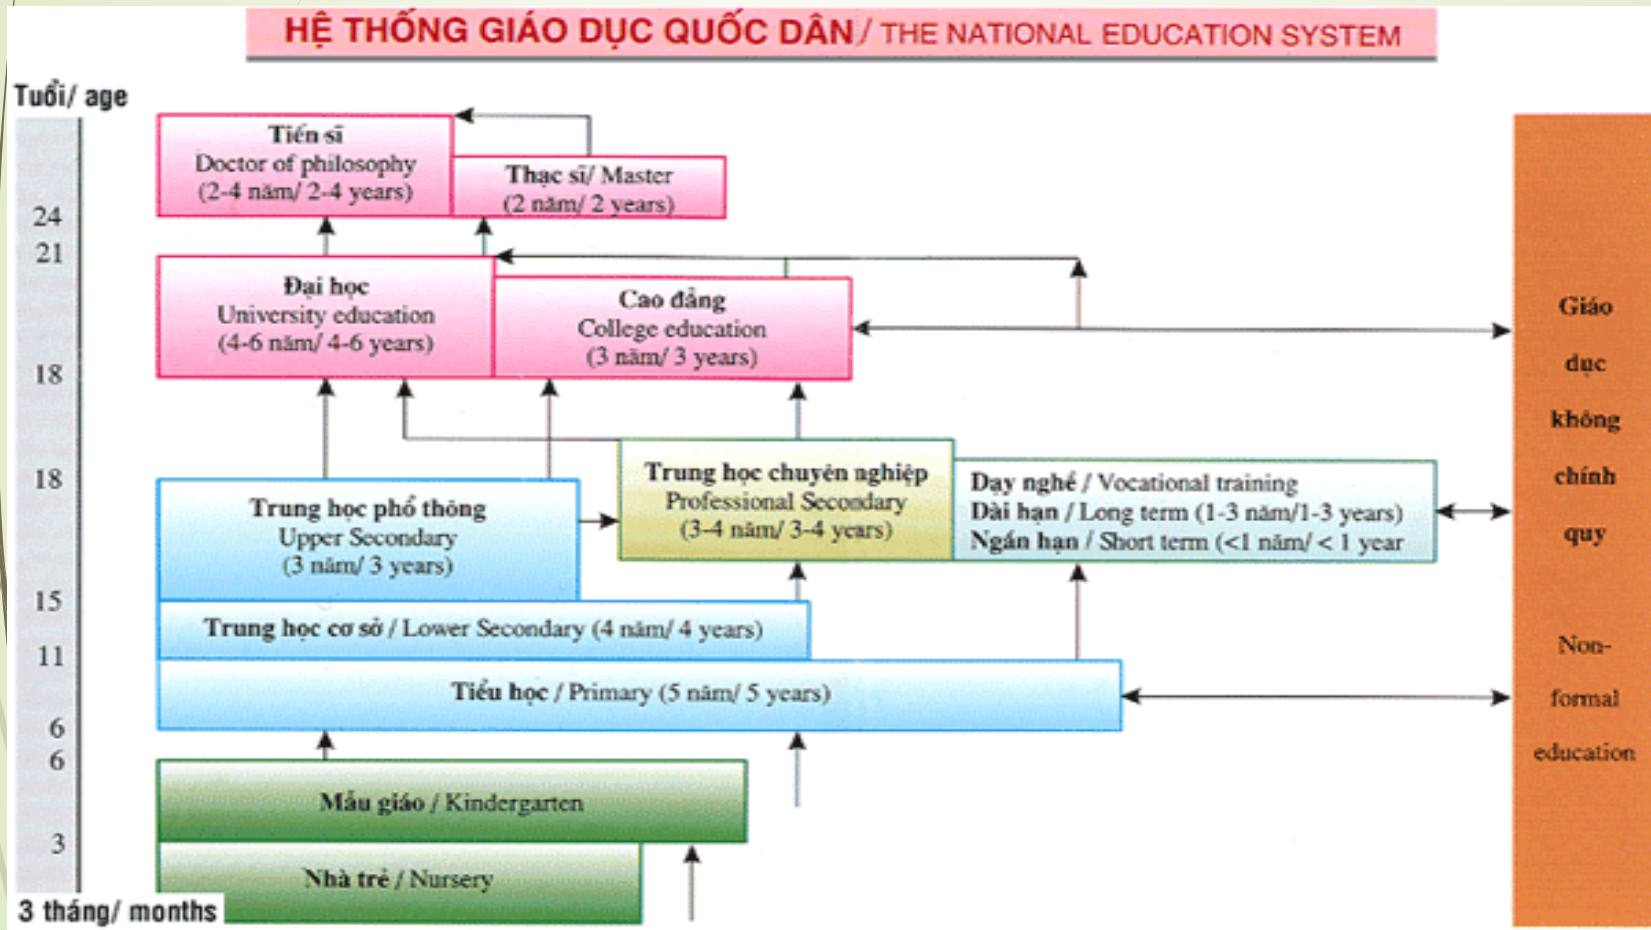 HỆ THỐNG GIÁO DỤC QUỐC DÂN / THE NATIONAL EDUCATION SYSTEM
Tuổi/ age
Tiến sĩ
Doctor of philosophy
(2-4 năm/ 2-4 years)
Thạc sĩ/ Master
(2 năm/ 2 years)
24
21
Đại học
University education
(4-6 năm/ 4-6 years)
Cao đẳng
College education
(3 năm/ 3 years)
18
18
Trung học phổ thông
Upper Secondary
(3 năm/ 3 years)
Trung học chuyên nghiệp
Professional Secondary
(3-4 năm/ 3-4 years)
Dạy nghề / Vocational training
Dài hạn / Long term (1-3 năm/1-3 years)
Ngắn hạn / Short term (<1 năm/ < 1 year
15
Trung học cơ sở / Lower Secondary (4 năm/ 4 years)
11
Tiểu học / Primary (5 năm/ 5 years)
6
6
Mẫu giáo / Kindergarten
3
Nhà trẻ / Nursery
3 tháng/ months
Giáo
dục
không
chính
quy
Non-
formal
education